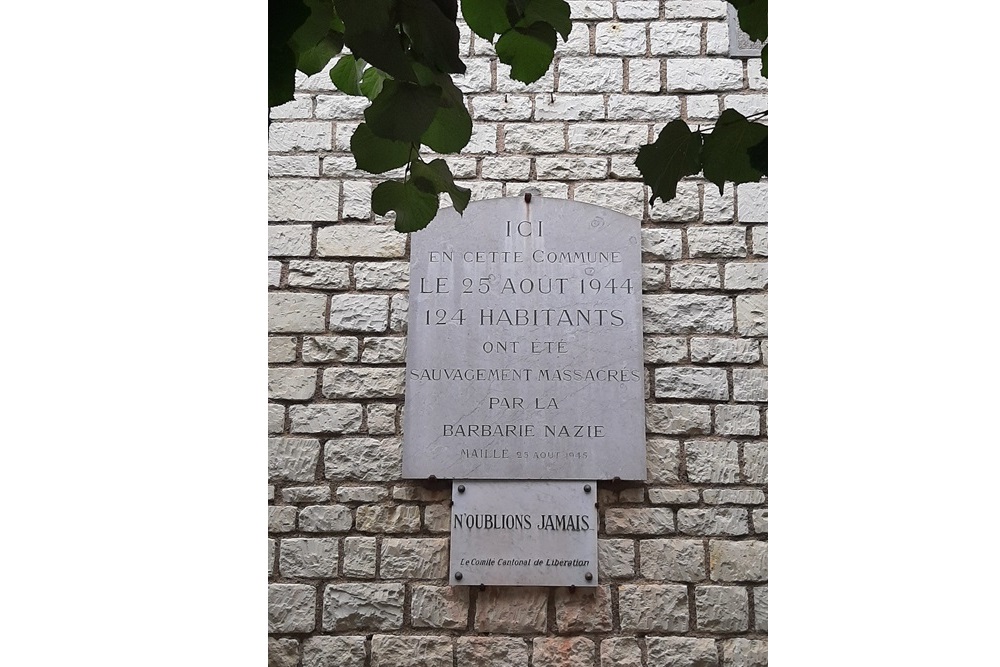 ICI
EN CETTE COMMUNE
LE 25 AOUT 1944
124 HABITANTS
ONT ÉTÉ
SAUVAGEMENT MASSACRÉS
PAR LA
BARBARIE NAZIE
MAILLE 25 AOUT 1945
N'OUBLIONS JAMAIS...
Le Comité Cantonal de Libération